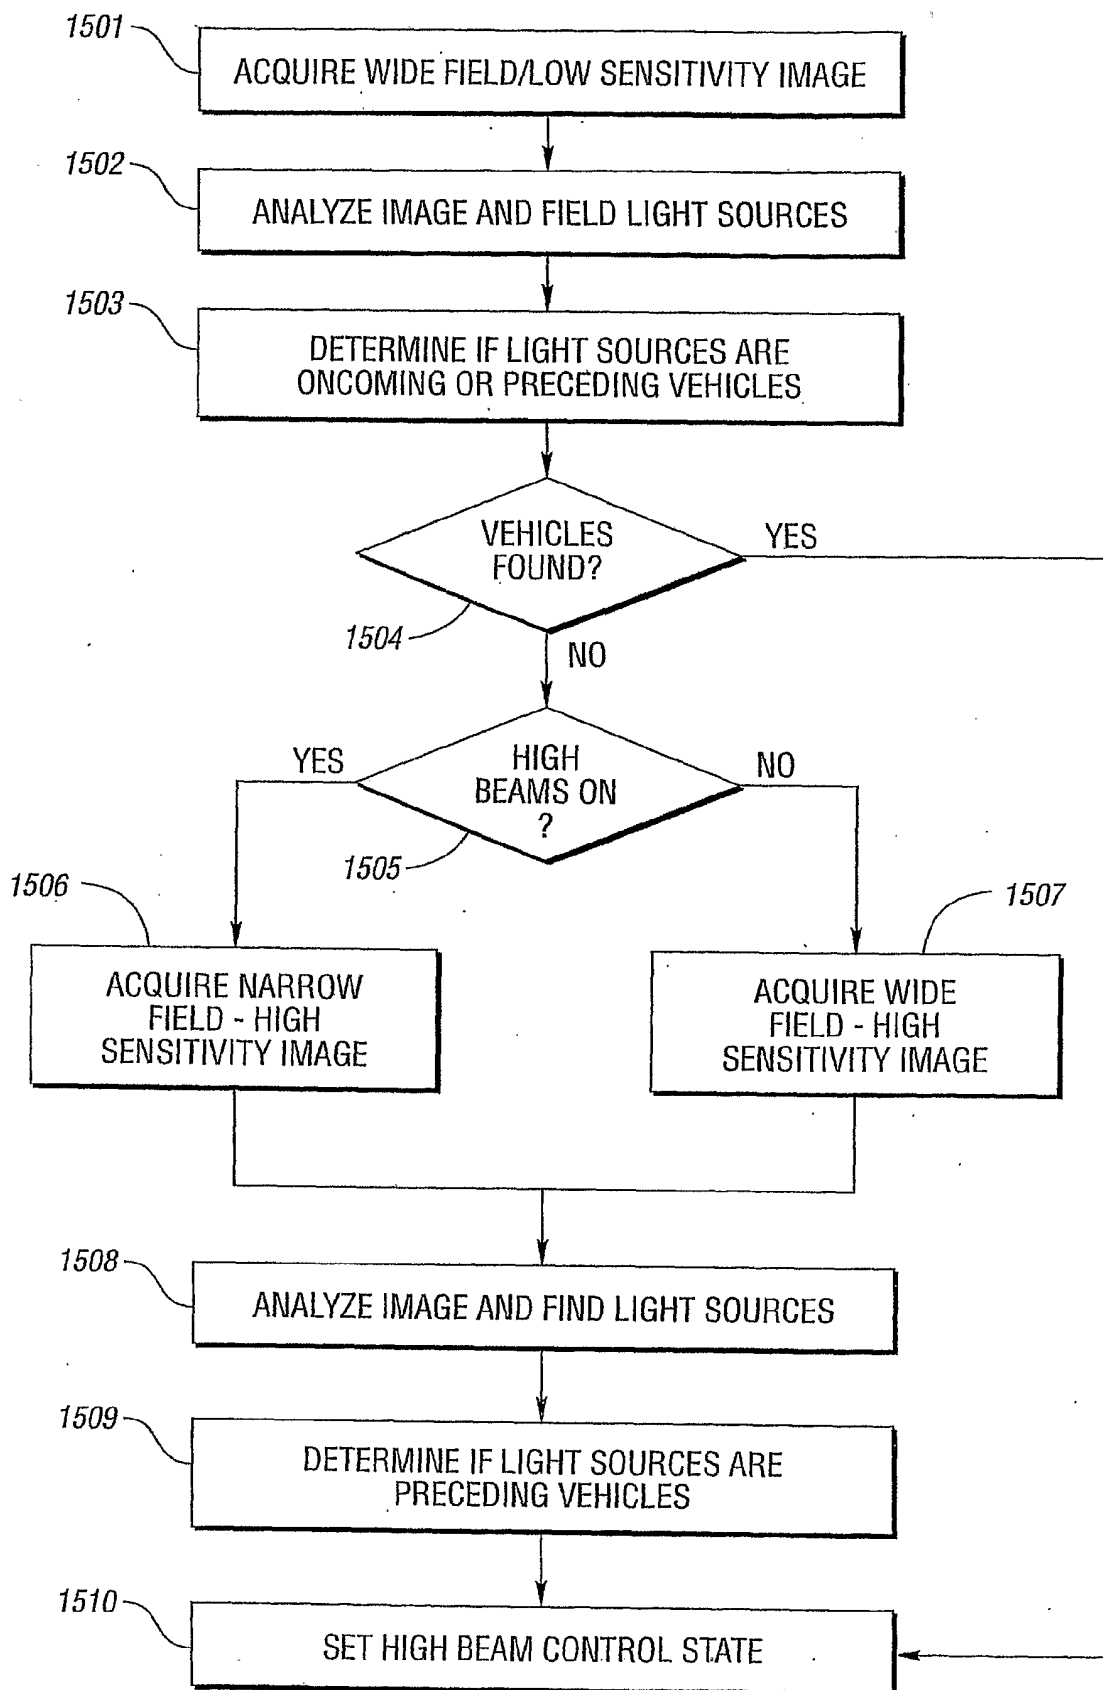 1501
ACQUIRE WIDE FIELD/LOW SENSITIVITY IMAGE
1502
ANALYZE IMAGE AND FIELD LIGHT SOURCES
1503
DETERMINE IF LIGHT SOURCES ARE
ONCOMING OR PRECEDING VEHICLES
VEHICLES
FOUND?
YES
1504
NO
HIGH
BEAMS ON
?
YES
NO
1505
1506
1507
ACQUIRE NARROW
FIELD - HIGH
SENSITIVITY IMAGE
ACQUIRE WIDE
FIELD - HIGH
SENSITIVITY IMAGE
1508
ANALYZE IMAGE AND FIND LIGHT SOURCES
1509
DETERMINE IF LIGHT SOURCES ARE
PRECEDING VEHICLES
1510
SET HIGH BEAM CONTROL STATE